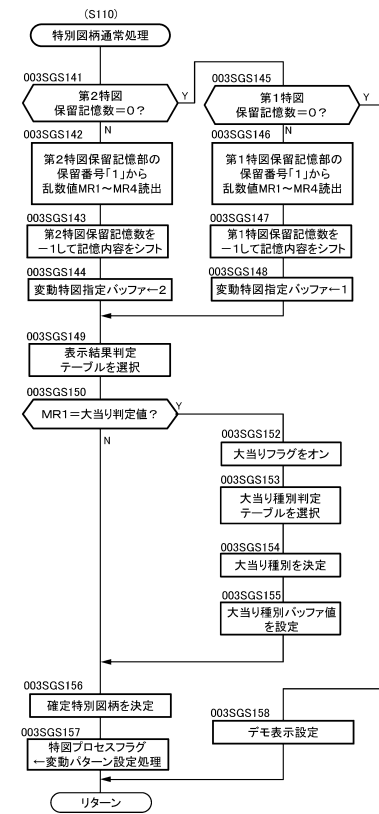 (S110)
特別図柄通常処理
003SGS141
第2特図
保留記憶数=0?
Y
N
003SGS142
第2特図保留記憶部の
保留番号「1」から
乱数値MR1～MR4読出
003SGS143
第2特図保留記憶数を
－1して記憶内容をシフト
003SGS144
変動特図指定バッファ←2
003SGS145
第1特図
保留記憶数=0?
Y
N
003SGS146
第1特図保留記憶部の
保留番号「1」から
乱数値MR1～MR4読出
003SGS147
第1特図保留記憶数を
－1して記憶内容をシフト
003SGS148
変動特図指定バッファ←1
003SGS149
表示結果判定
テーブルを選択
003SGS150
MR1=大当り判定値?
Y
N
003SGS152
大当りフラグをオン
003SGS153
大当り種別判定
テーブルを選択
003SGS154
大当り種別を決定
003SGS155
大当り種別バッファ値
を設定
003SGS156
確定特別図柄を決定
003SGS157
特図プロセスフラグ
←変動パターン設定処理
003SGS158
デモ表示設定
リターン